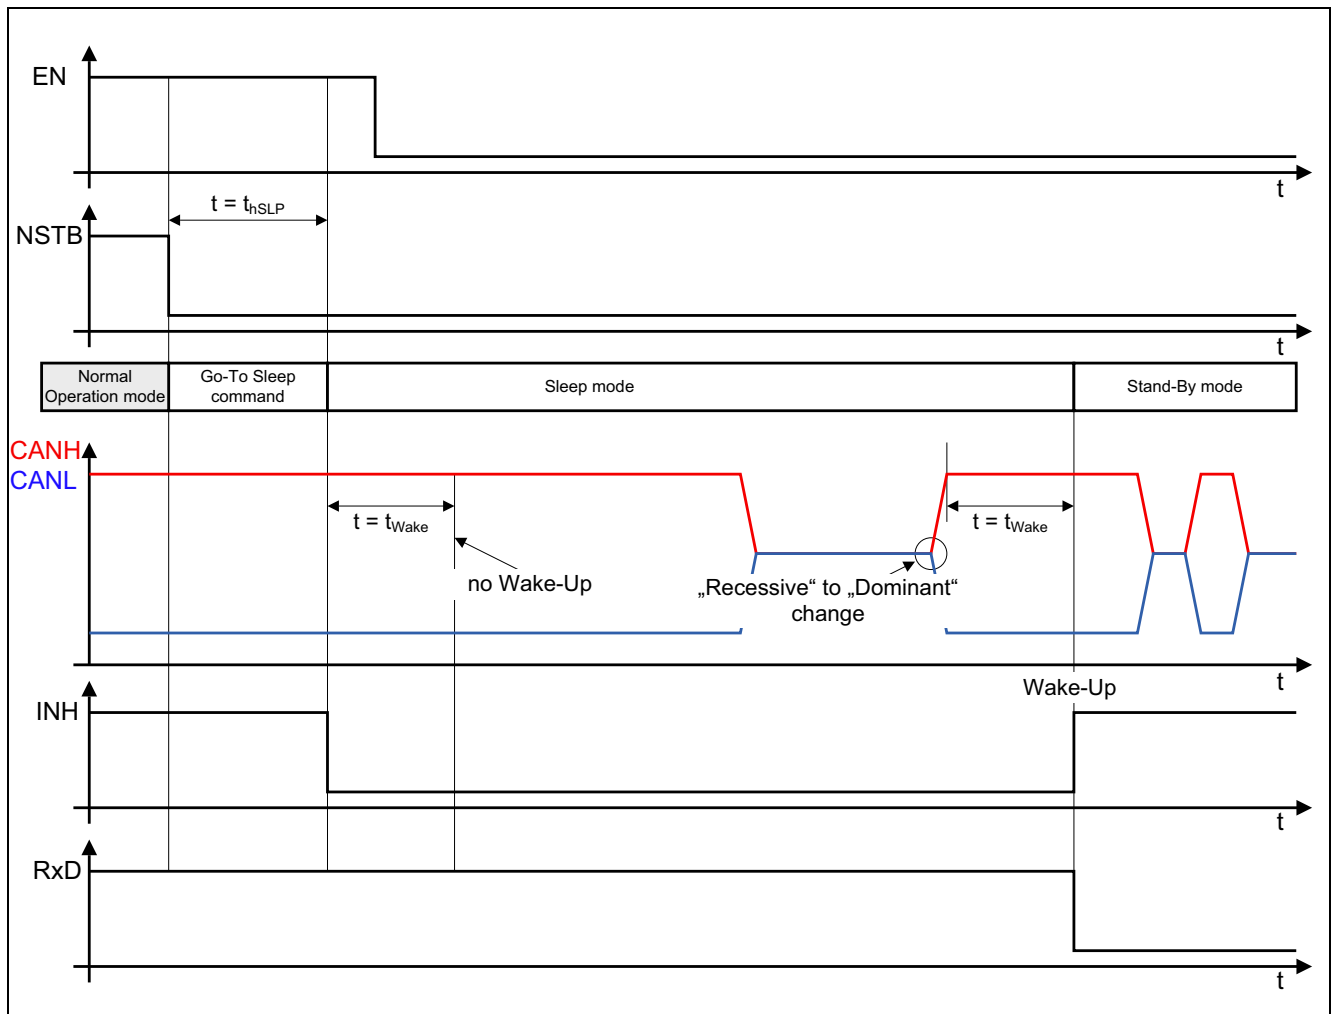 EN
t
t = thSLP
NSTB
t
Normal
Operation mode
Go-To Sleep
command
Sleep mode
Stand-By mode
CANH
CANL
t = tWake
t = tWake
no Wake-Up
„Recessive“ to „Dominant“
change
t
Wake-Up
INH
t
RxD
t